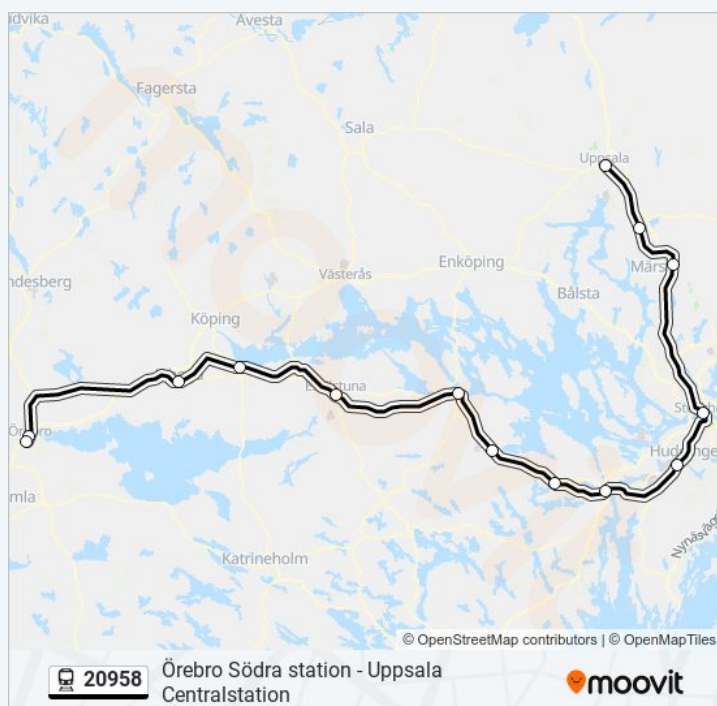 Avesta
Fagersta
Sala
Uppsala
Enköping
Västerås
Bålsta
Köping
Huddinge
Örebro
Katrineholm
Nynäsväge
© OpenStreetMap contributors | © OpenMapTiles
20958
Örebro Södra station - Uppsala
Centralstation
moovit